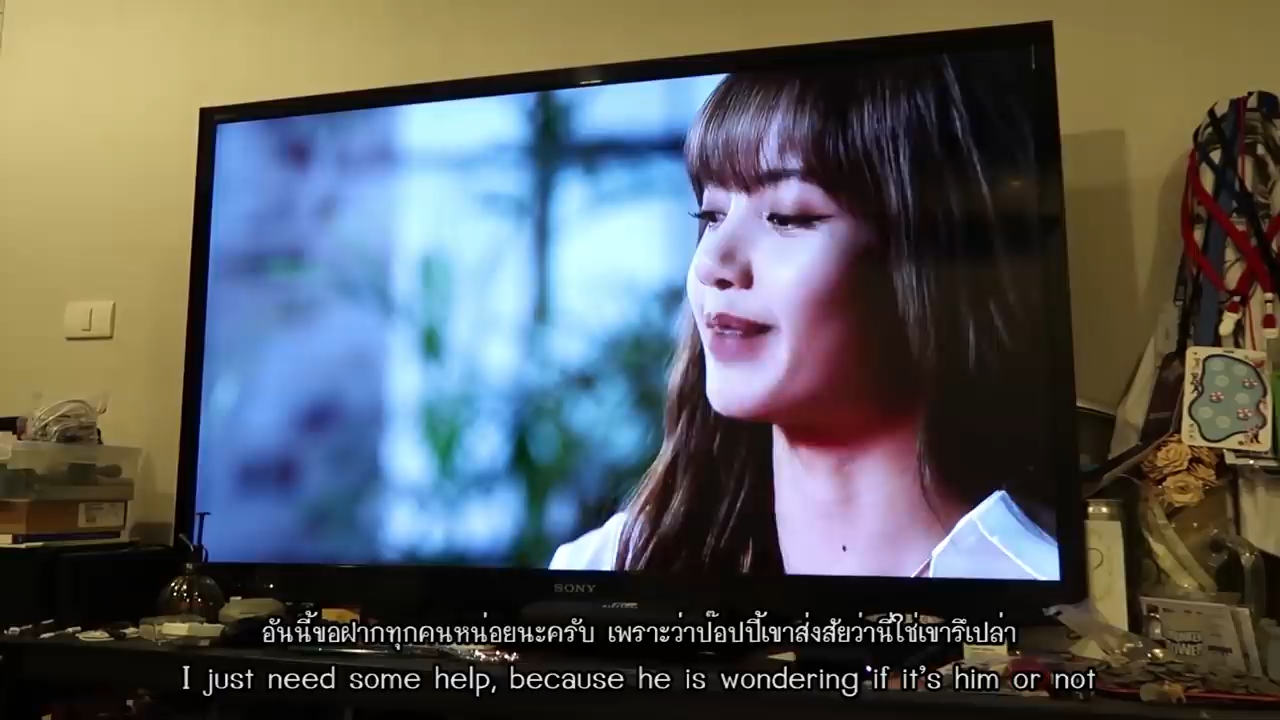 SONY
อันนี้ขอฝากทุกคนหน่อยนะครับ เพราะว่าป๊อปปี้เขาส่งสัยว่านี่ใช่เขารึเปล่า
I just need some help, because he is wondering if it's him or not